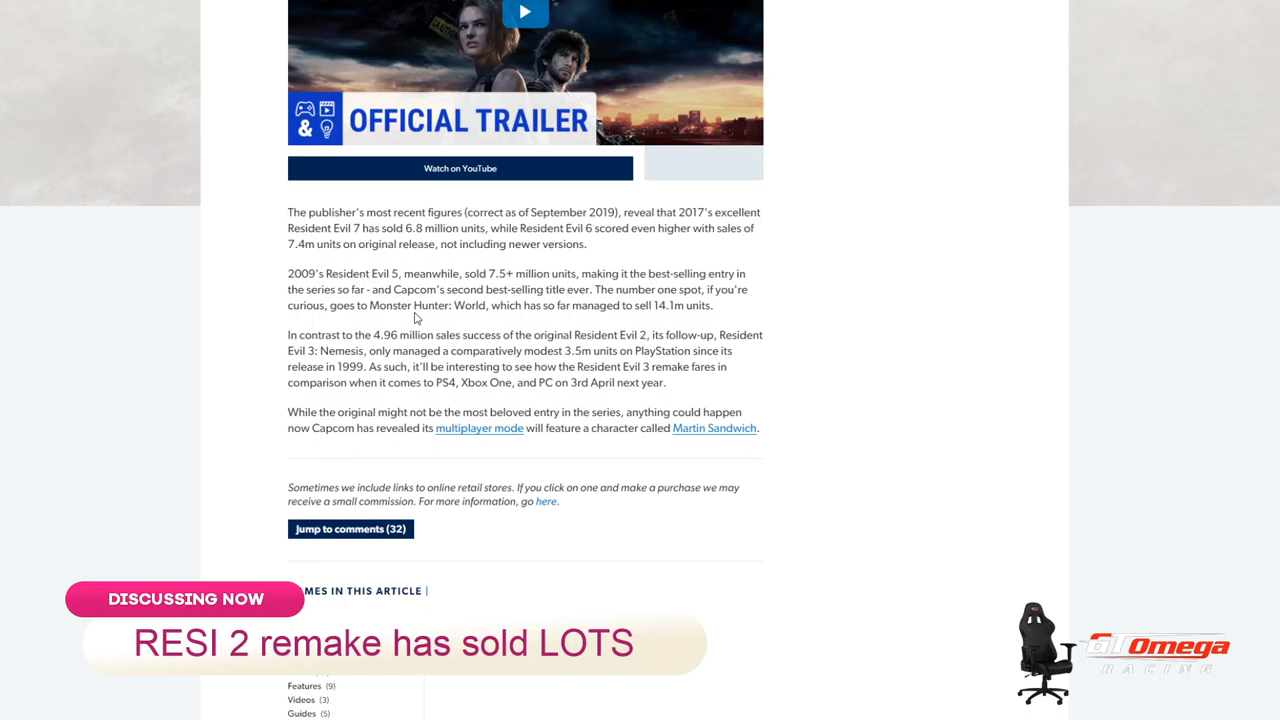 & OFFICIAL TRAILER
Watch on YouTube
The publisher's most recent figures (correct as of September 2019), reveal that 2017's excellent
Resident Evil 7 has sold 6.8 million units, while Resident Evil 6 scored even higher with sales of
7.4m units on original release, not including newer versions.
2009's Resident Evil 5, meanwhile, sold 7.5+ million units, making it the best-selling entry in
the series so far - and Capcom's second best-selling title ever. The number one spot, if you're
curious, goes to Monster Hunter: World, which has so far managed to sell 14.1m units.
In contrast to the 4.96 million sales success of the original Resident Evil 2, its follow-up, Resident
Evil 3: Nemesis, only managed a comparatively modest 3.5m units on PlayStation since its
release in 1999. As such, it'll be interesting to see how the Resident Evil 3 remake fares in
comparison when it comes to PS4, Xbox One, and PC on 3rd April next year.
While the original might not be the most beloved entry in the series, anything could happen
now Capcom has revealed its multiplayer mode will feature a character called Martin Sandwich.
Sometimes we include links to online retail stores. If you click on one and make a purchase we may
receive a small commission. For more information, go here.
Jump to comments (32)
MES IN THIS ARTICLE |
DISCUSSING NOW
RESI 2 remake has sold LOTS
Features (9)
Videos (3)
Guides (5)
GT Omega
RACING